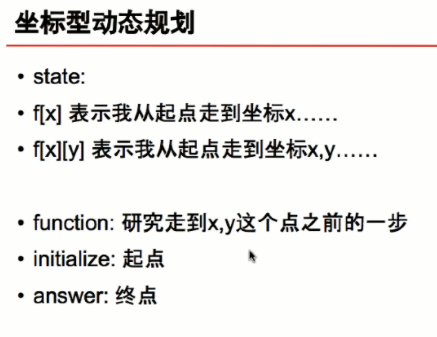 坐标型动态规划
• state:
• f[x] 表示我从起点走到坐标x……
• f[x][y] 表示我从起点走到坐标x,y……
• function: 研究走到x,y这个点之前的一步
• initialize: 起点
• answer: 终点